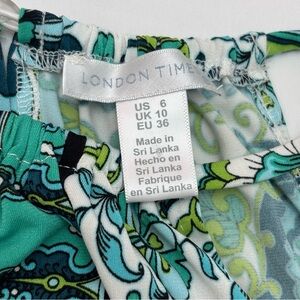 LONDON TIMES
US 6
UK 10
EU 36
Made in
Sri Lanka
Hecho en
Sri Lanka
Fabrique
en Sri Lanka